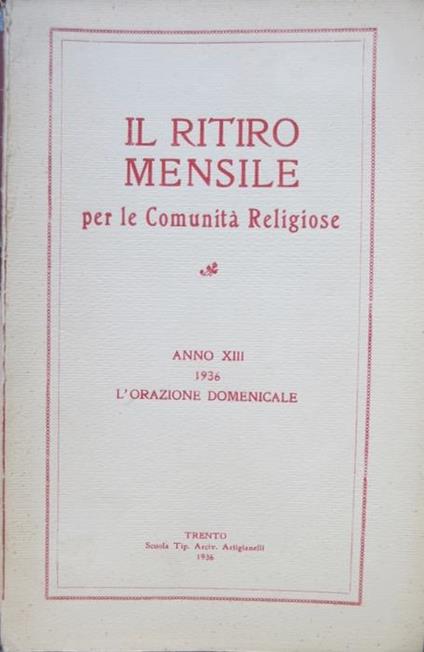 IL RITIRO
MENSILE
per le Comunità Religiose
ANNO XIII
1936
L'ORAZIONE DOMENICALE
TRENTO
Scuola Tip. Arciv. Artigianelli
1936